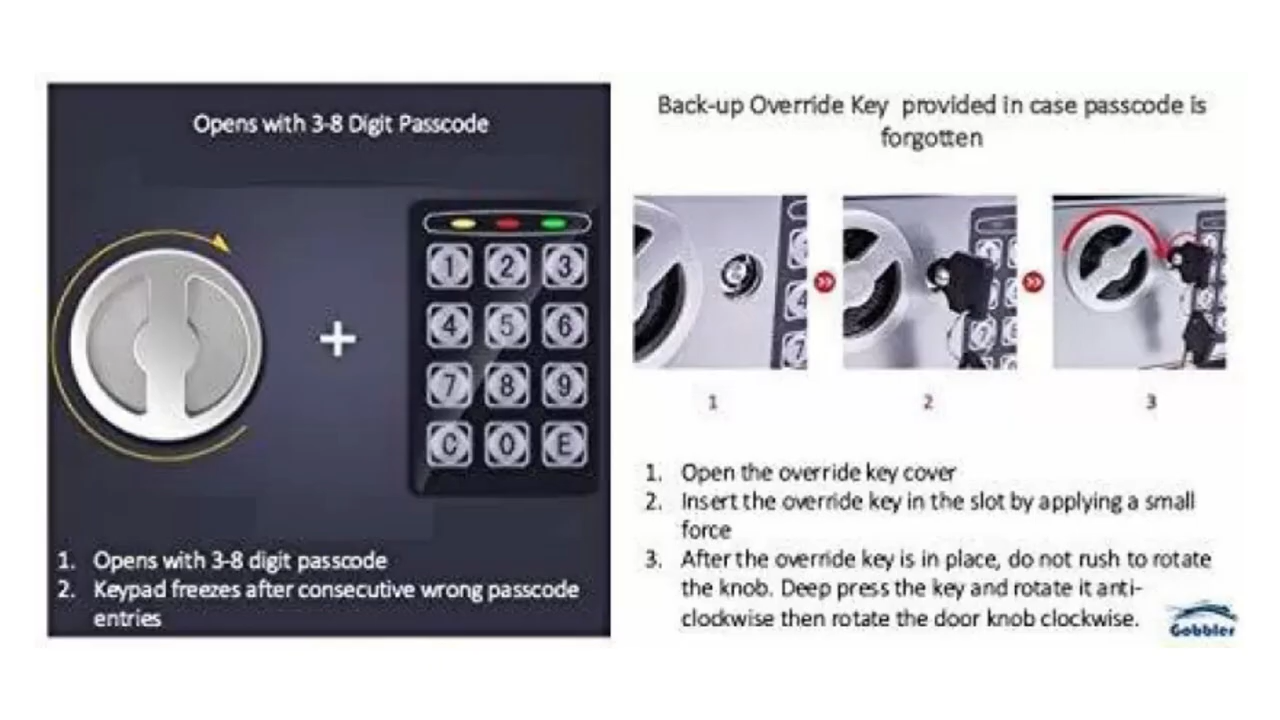 Opens with 3-8 Digit Passcode
1 2 3
4 5 6
7 8 9
C 0 E
1. Opens with 3-8 digit passcode
2. Keypad freezes after consecutive wrong passcode
entries
Back-up Override Key provided in case passcode is
forgotten
4
7
1 2 3
1. Open the override key cover
2. Insert the override key in the slot by applying a small
force
3. After the override key is in place, do not rush to rotate
the knob. Deep press the key and rotate it anti-
clockwise then rotate the door knob clockwise.
Gobbler